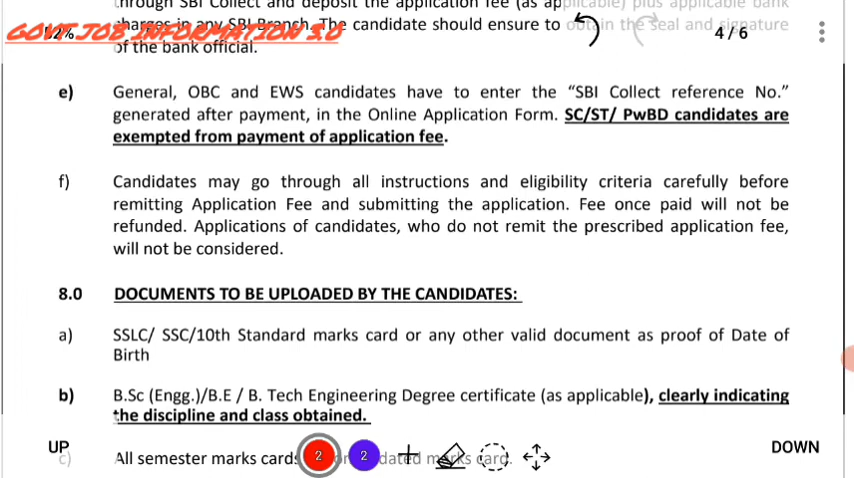 through SBI Collect and deposit the application fee (as applicable) plus applicable bank
charges in any SBI Branch. The candidate should ensure to obtain the seal and signature
GOVT JOB INFORMATION 3.0
52%
4 / 6
of the bank official.
e) General, OBC and EWS candidates have to enter the “SBI Collect reference No.”
generated after payment, in the Online Application Form. SC/ST/ PwBD candidates are
exempted from payment of application fee.
f) Candidates may go through all instructions and eligibility criteria carefully before
remitting Application Fee and submitting the application. Fee once paid will not be
refunded. Applications of candidates, who do not remit the prescribed application fee,
will not be considered.
8.0 DOCUMENTS TO BE UPLOADED BY THE CANDIDATES:
a) SSLC/ SSC/10th Standard marks card or any other valid document as proof of Date of
Birth
b) B.Sc (Engg.)/B.E / B. Tech Engineering Degree certificate (as applicable), clearly indicating
the discipline and class obtained.
UP
DOWN
c) All semester marks cards marks card.
2
2